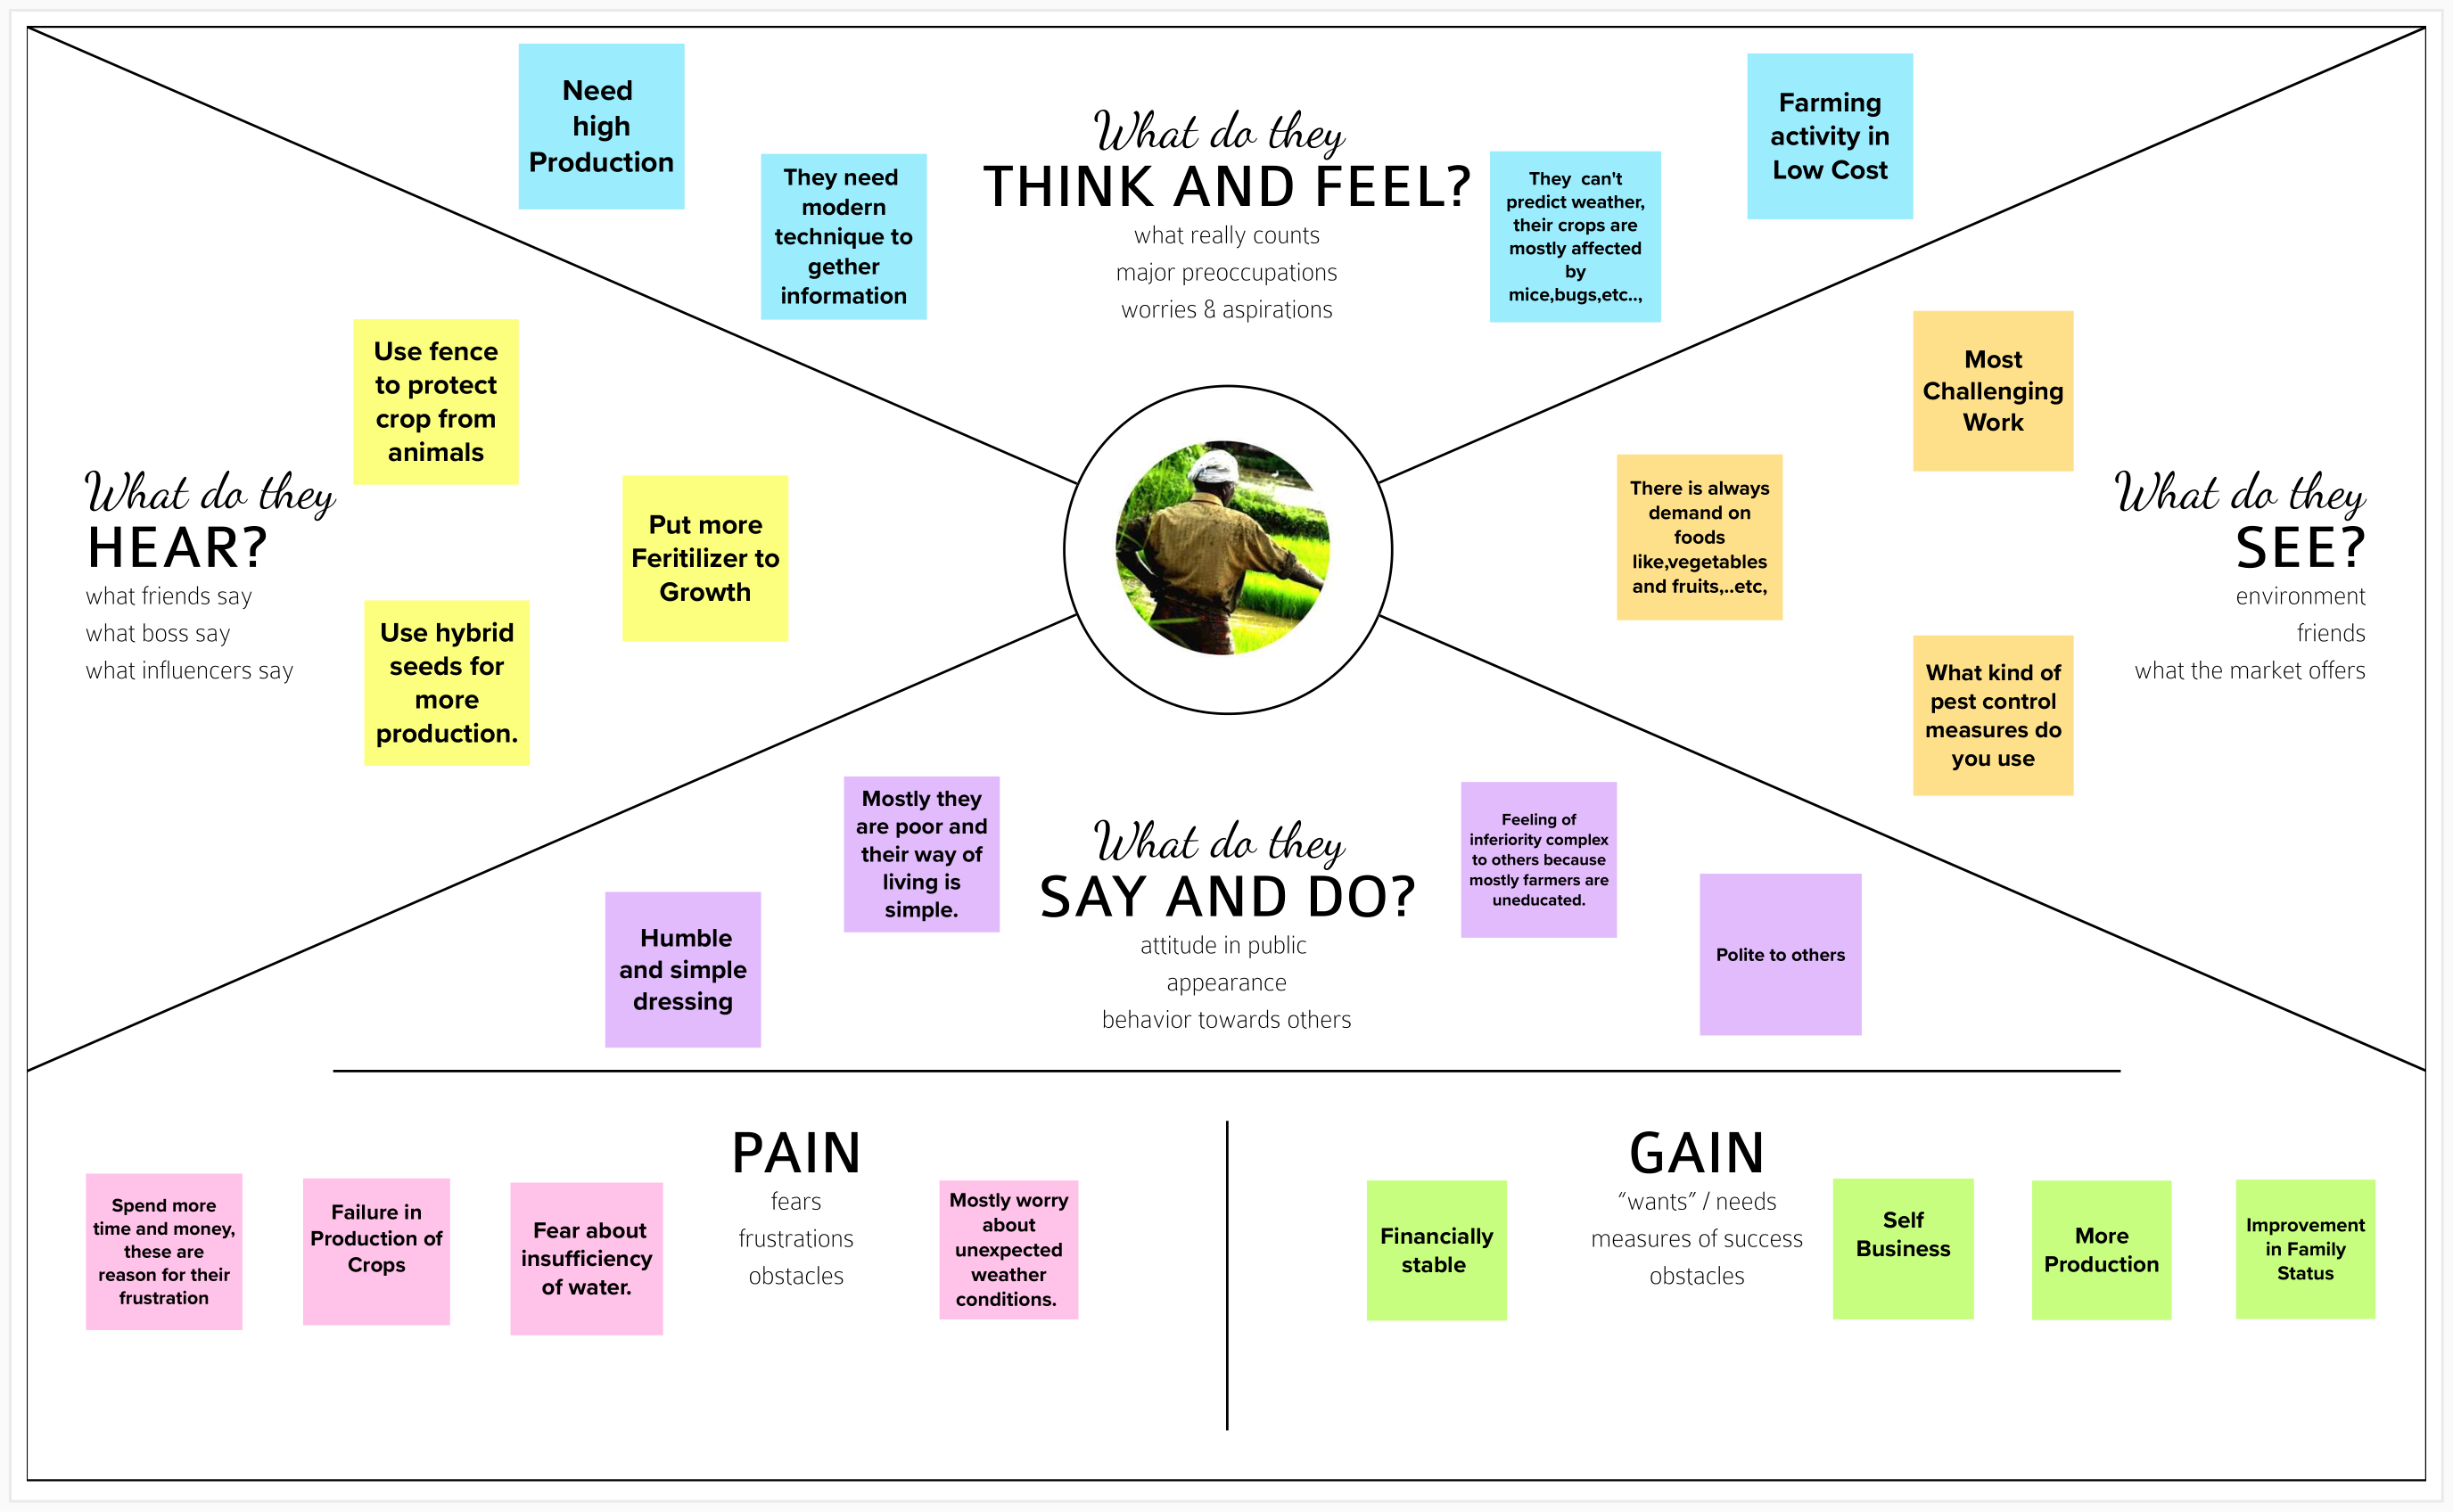 Need
high
Production
They need
modern
technique to
gether
information
What do they
THINK AND FEEL?
what really counts
major preoccupations
worries & aspirations
They can't
predict weather,
their crops are
mostly affected
by
mice,bugs,etc..,
Farming
activity in
Low Cost
Use fence
to protect
crop from
animals
What do they
HEAR?
what friends say
what boss say
what influencers say
Put more
Feritilizer to
Growth
Use hybrid
seeds for
more
production.
Most
Challenging
Work
There is always
demand on
foods
like,vegetables
and fruits,..etc,
What do they
SEE?
environment
friends
what the market offers
What kind of
pest control
measures do
you use
Mostly they
are poor and
their way of
living is
simple.
Humble
and simple
dressing
What do they
SAY AND DO?
attitude in public
appearance
behavior towards others
Feeling of
inferiority complex
to others because
mostly farmers are
uneducated.
Polite to others
PAIN
fears
frustrations
obstacles
Spend more
time and money,
these are
reason for their
frustration
Failure in
Production of
Crops
Fear about
insufficiency
of water.
Mostly worry
about
unexpected
weather
conditions.
GAIN
“wants” / needs
measures of success
obstacles
Financially
stable
Self
Business
More
Production
Improvement
in Family
Status